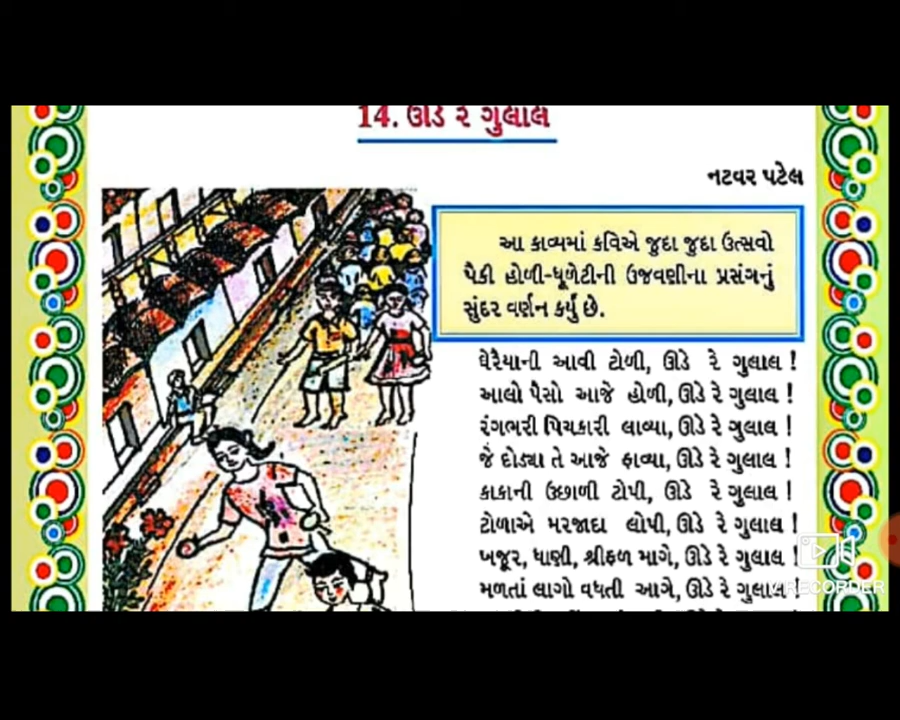 14. ઊડે રે ગુલાલ
નટવર પટેલ
આ કાવ્યમાં કવિએ જુદા જુદા ઉત્સવો
પૈકી હોળી-ધૂળેટીની ઉજવણીના પ્રસંગનું
સુંદર વર્ણન કર્યું છે.
ઘેરૈયાની આવી ટોળી, ઊડે રે ગુલાલ !
આલો પૈસો આજે હોળી, ઊડે રે ગુલાલ !
રંગભરી પિચકારી લાવ્યા, ઊડે રે ગુલાલ !
જે દોડ્યા તે આજે ફાવ્યા, ઊડે રે ગુલાલ !
કાકાની ઉછાળી ટોપી, ઊડે રે ગુલાલ !
ટોળાએ મરજાદા લોપી, ઊડે રે ગુલાલ !
ખજૂર, ધાણી, શ્રીફળ માગે, ઊડે રે ગુલાલ !
મળતાં લાગો વધતી આગે, ઊડે રે ગુલાલ !
VRECORDER